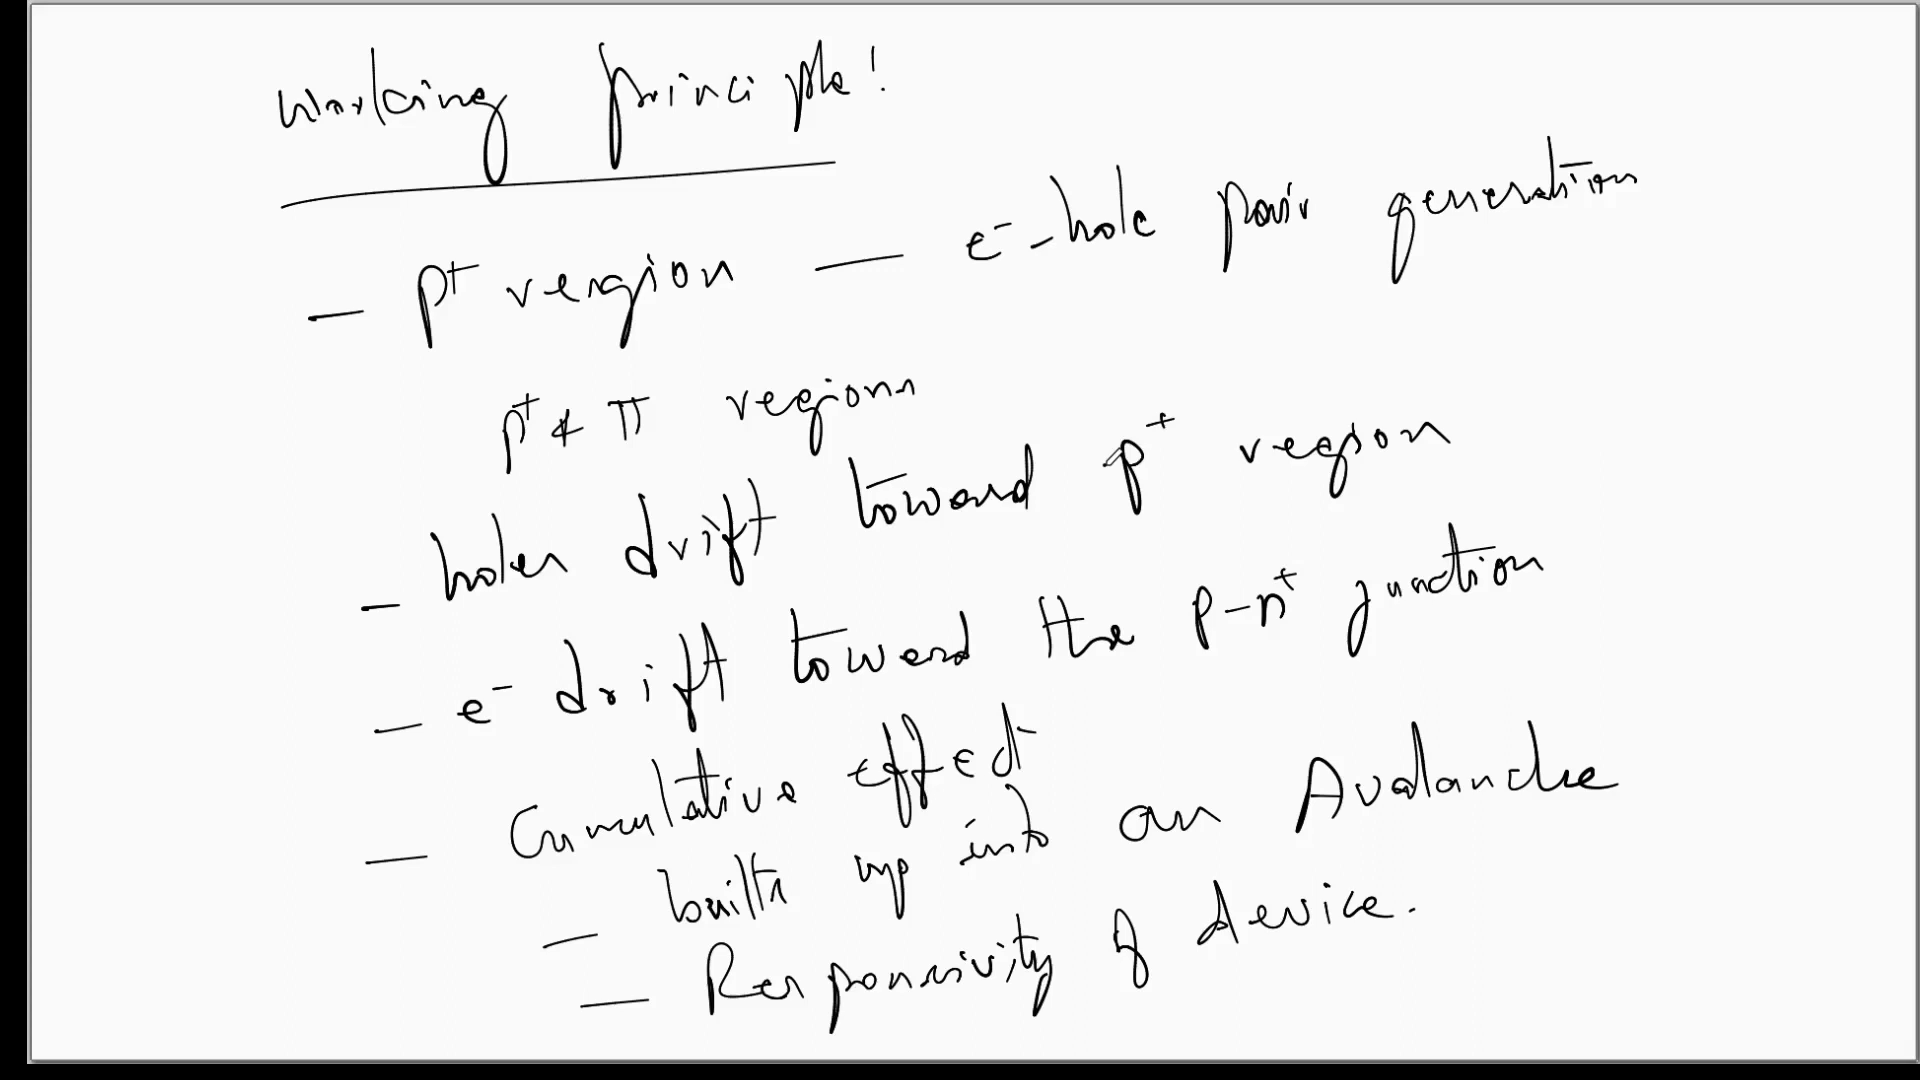 Working principle!
— p⁺ region — e⁻-hole pair generation
p⁺ & π regions
— holes drift toward p⁺ region
— e⁻ drift toward the p-n⁺ junction
— Cumulative effect
— builts up into an Avalanche
— Responsivity of device.